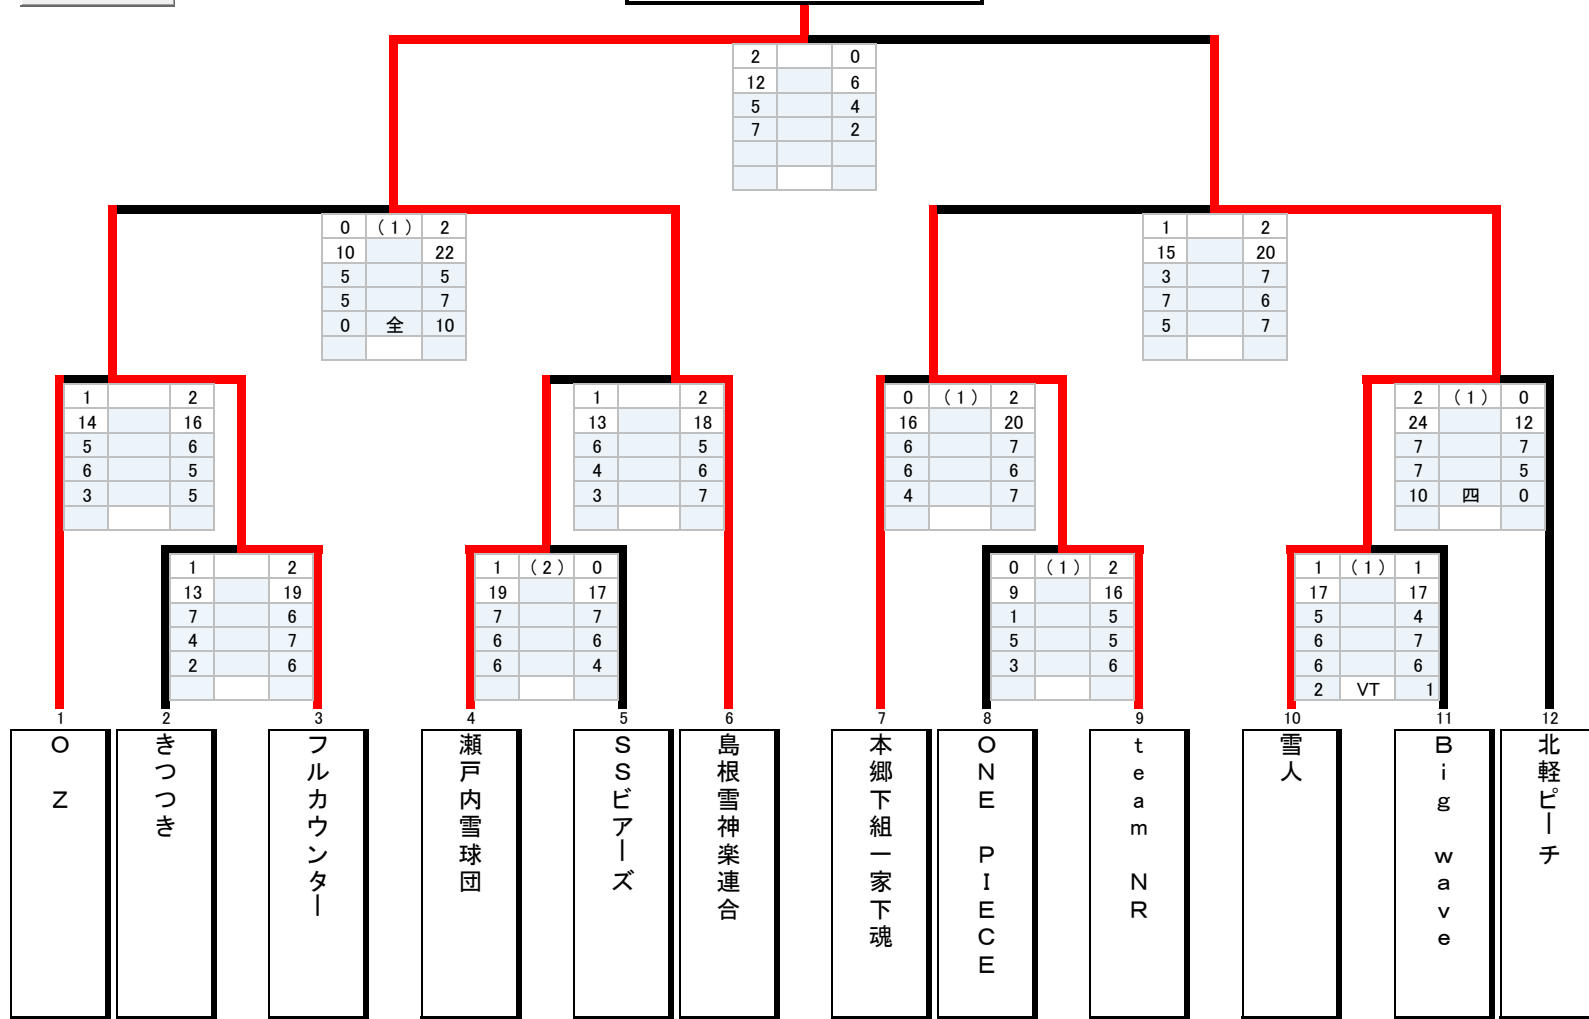 2 0
12 6
5 4
7 2
0 (1) 2
10 22
5 5
5 7
0 全 10
1 2
15 20
3 7
7 6
5 7
1 2
14 16
5 6
6 5
3 5
1 2
13 18
6 5
4 6
3 7
0 (1) 2
16 20
6 7
6 6
4 7
2 (1) 0
24 12
7 7
7 5
10 四 0
1 2
13 19
7 6
4 7
2 6
1 (2) 0
19 17
7 7
6 6
6 4
0 (1) 2
9 16
1 5
5 5
3 6
1 (1) 1
17 17
5 4
6 7
6 6
2 VT 1
1 2 3 4 5 6 7 8 9 10 11 12
O Z
きつつき
フルカウンター
瀬戸内雪球団
SSビアーズ
島根雪神楽連合
本郷下組一家下魂
ONE PIECE
team NR
雪人
Big wave
北軽ピーチ